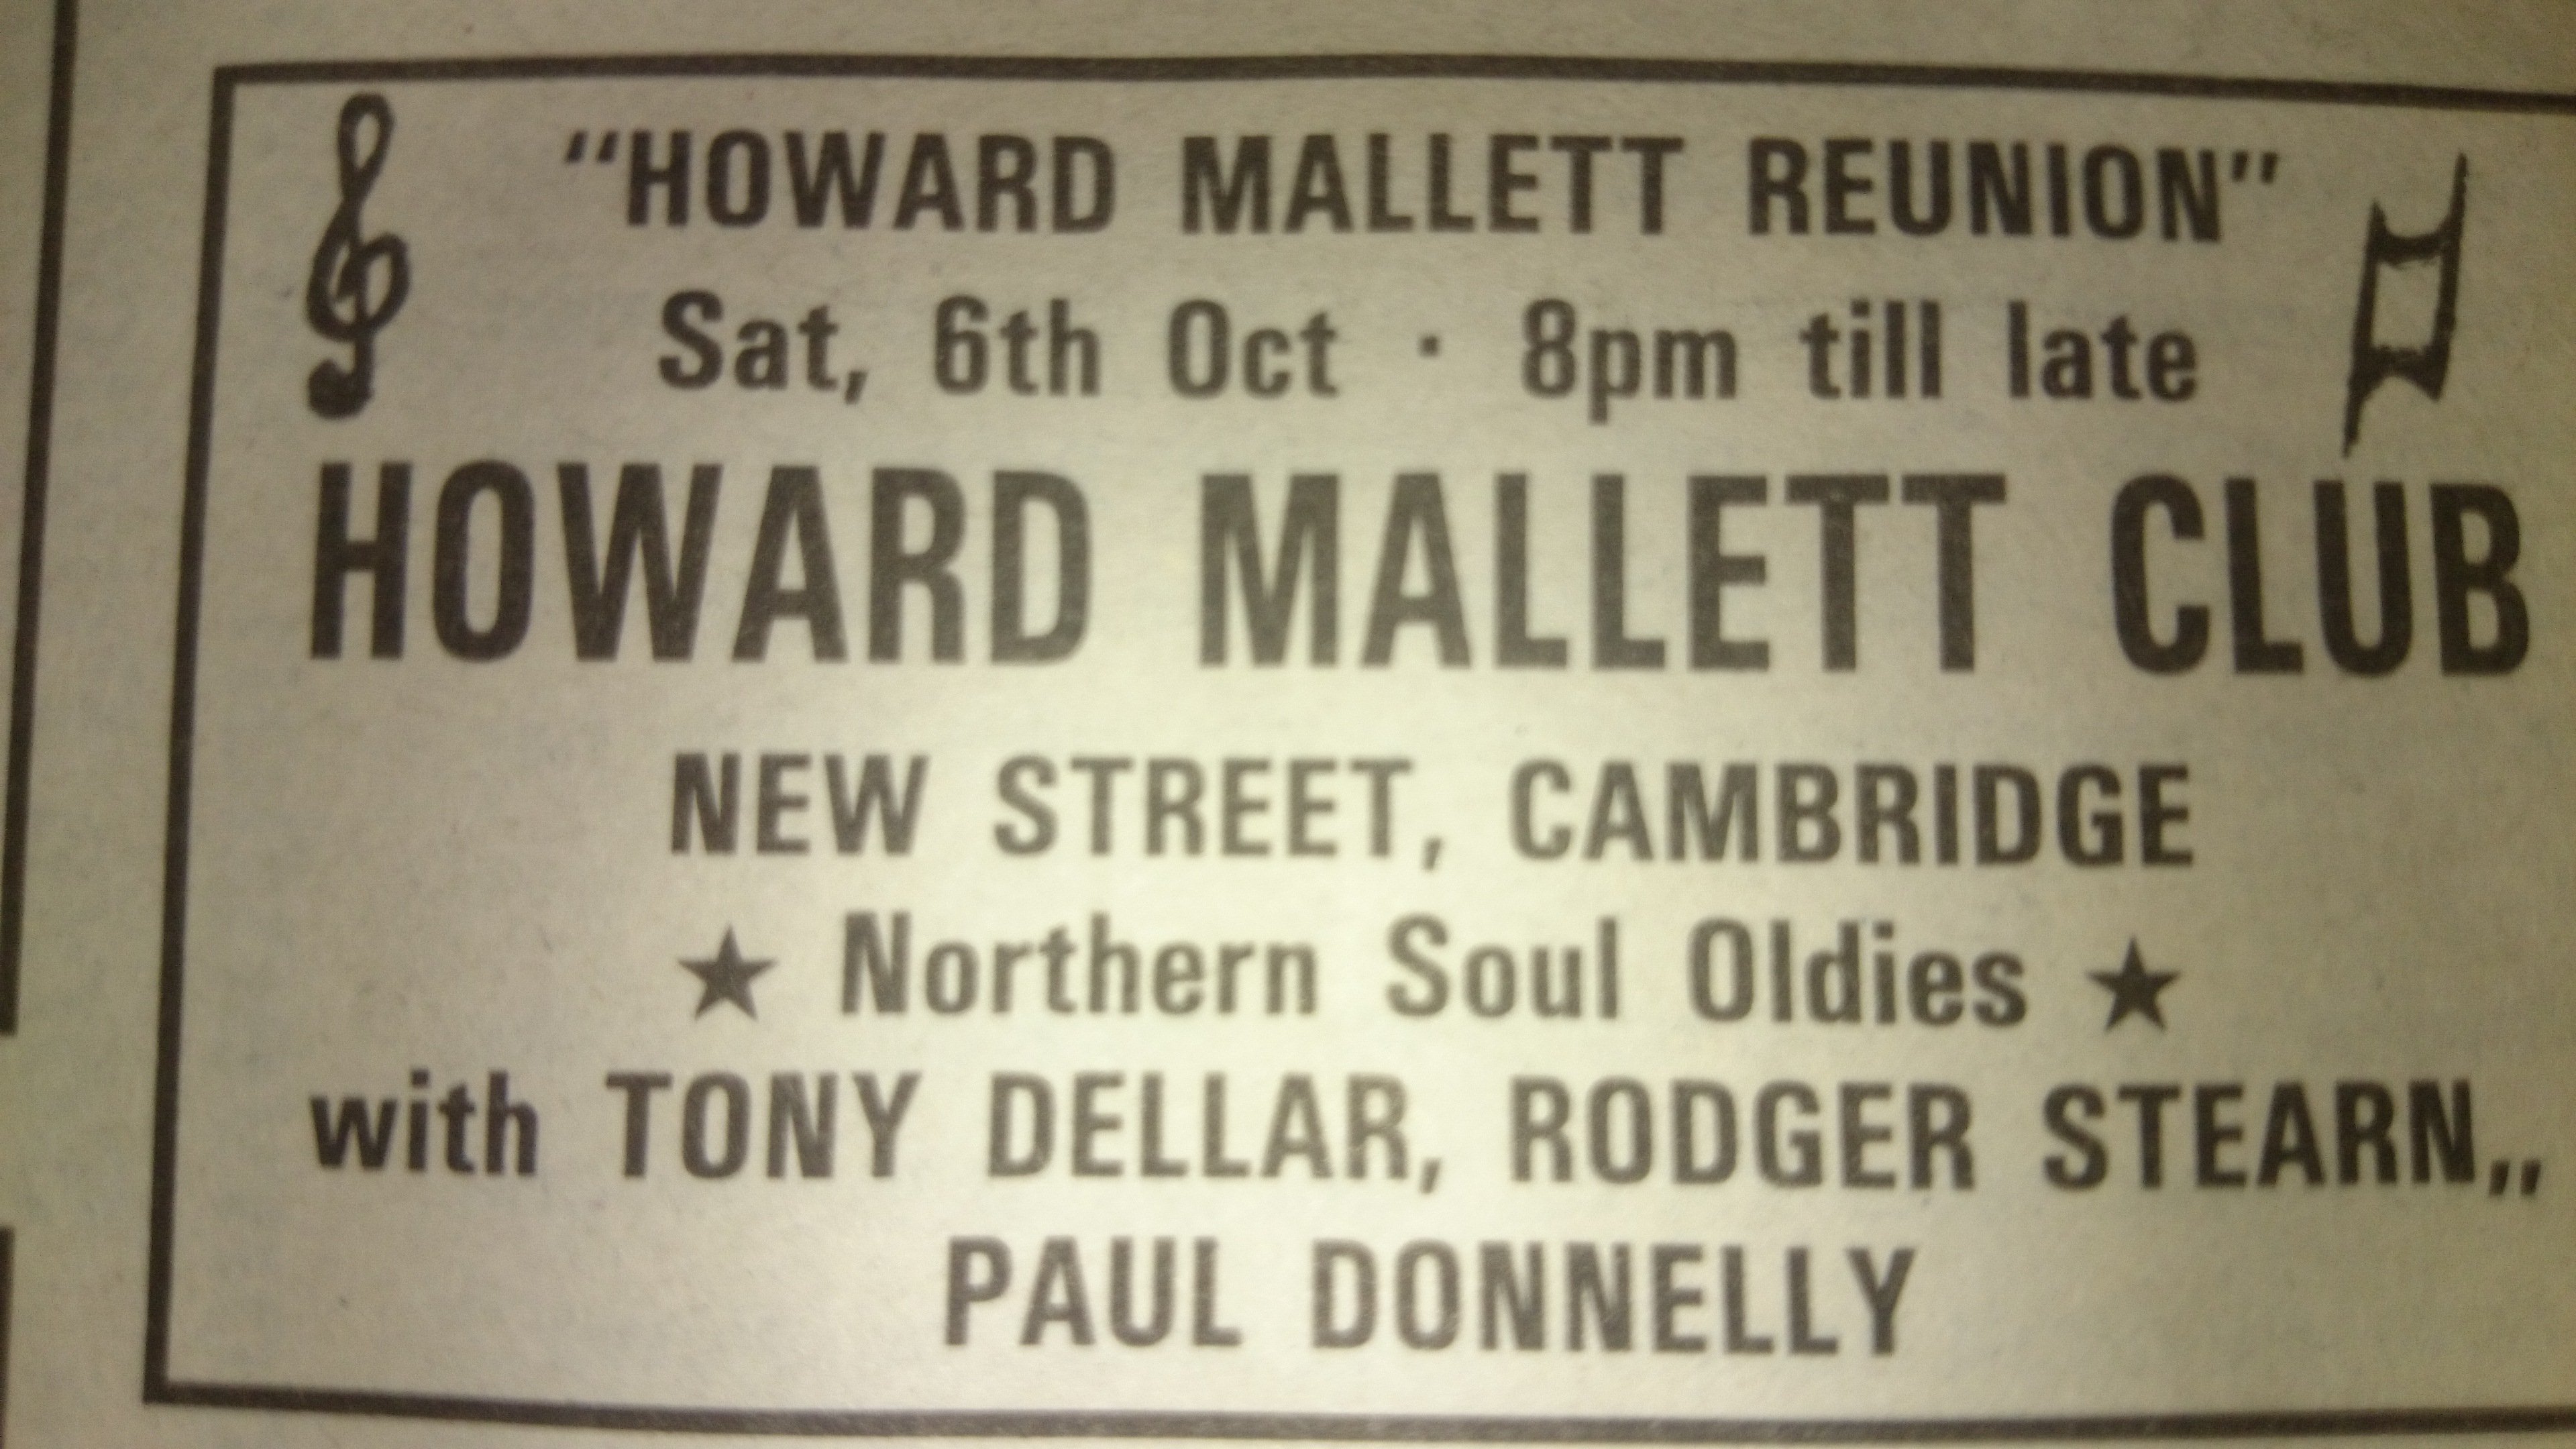 "HOWARD MALLETT REUNION"
Sat, 6th Oct · 8pm till late
HOWARD MALLETT CLUB
NEW STREET, CAMBRIDGE
★ Northern Soul Oldies ★
with TONY DELLAR, RODGER STEARN,,
PAUL DONNELLY